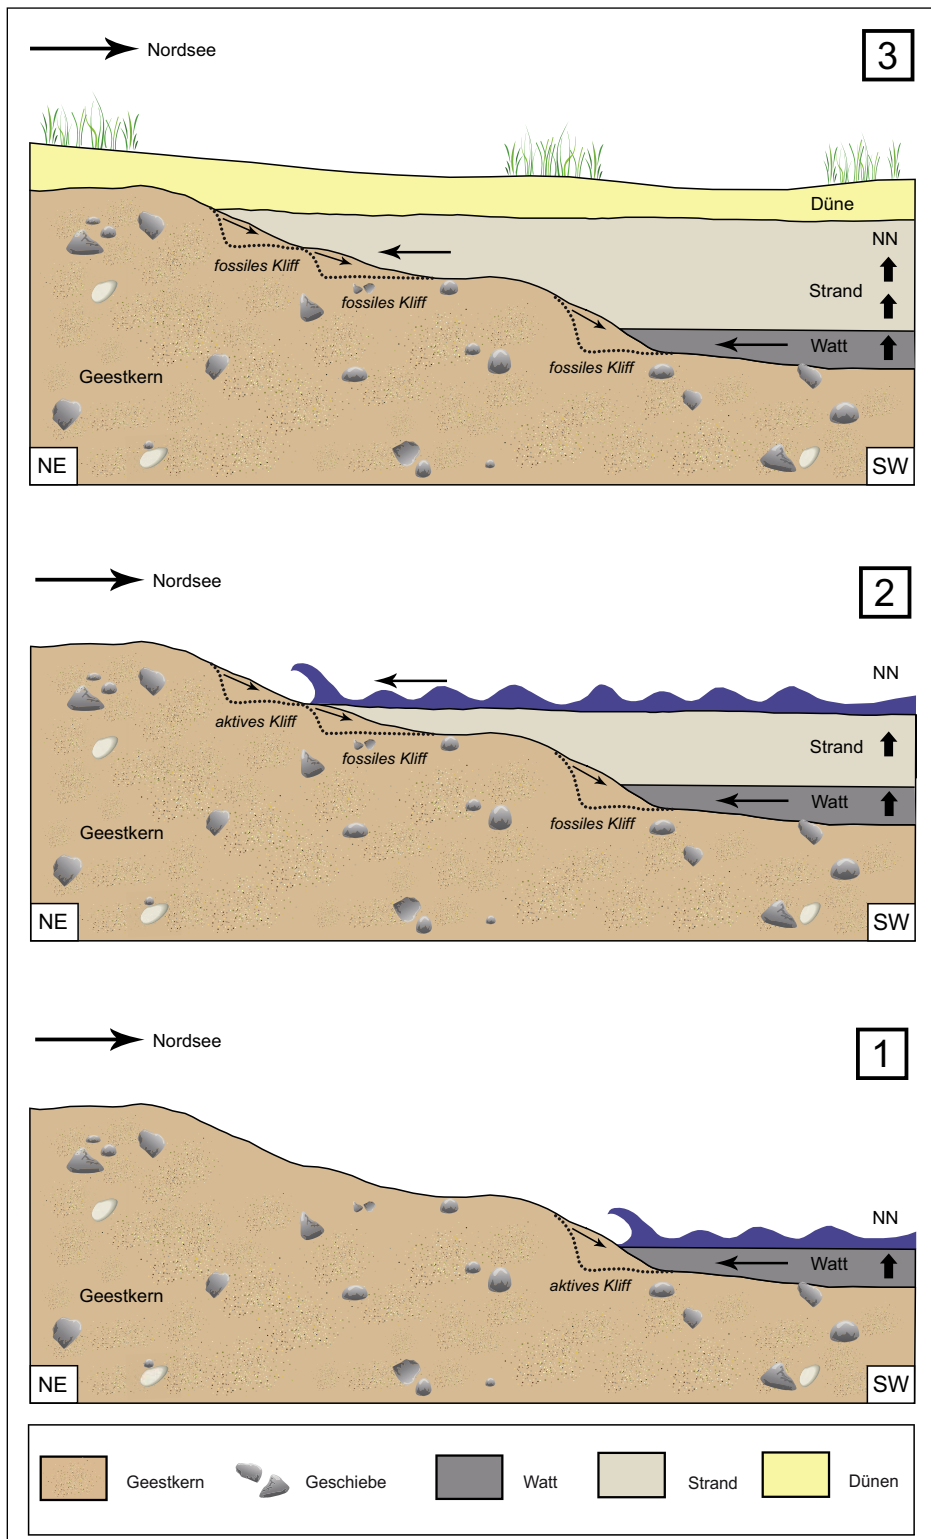 Nordsee
3
Düne
NN
fossiles Kliff
Strand
fossiles Kliff
Watt
fossiles Kliff
Geestkern
NE
SW
Nordsee
2
NN
aktives Kliff
Strand
fossiles Kliff
Watt
fossiles Kliff
Geestkern
NE
SW
Nordsee
1
NN
Watt
aktives Kliff
Geestkern
NE
SW
Geestkern
Geschiebe
Watt
Strand
Dünen